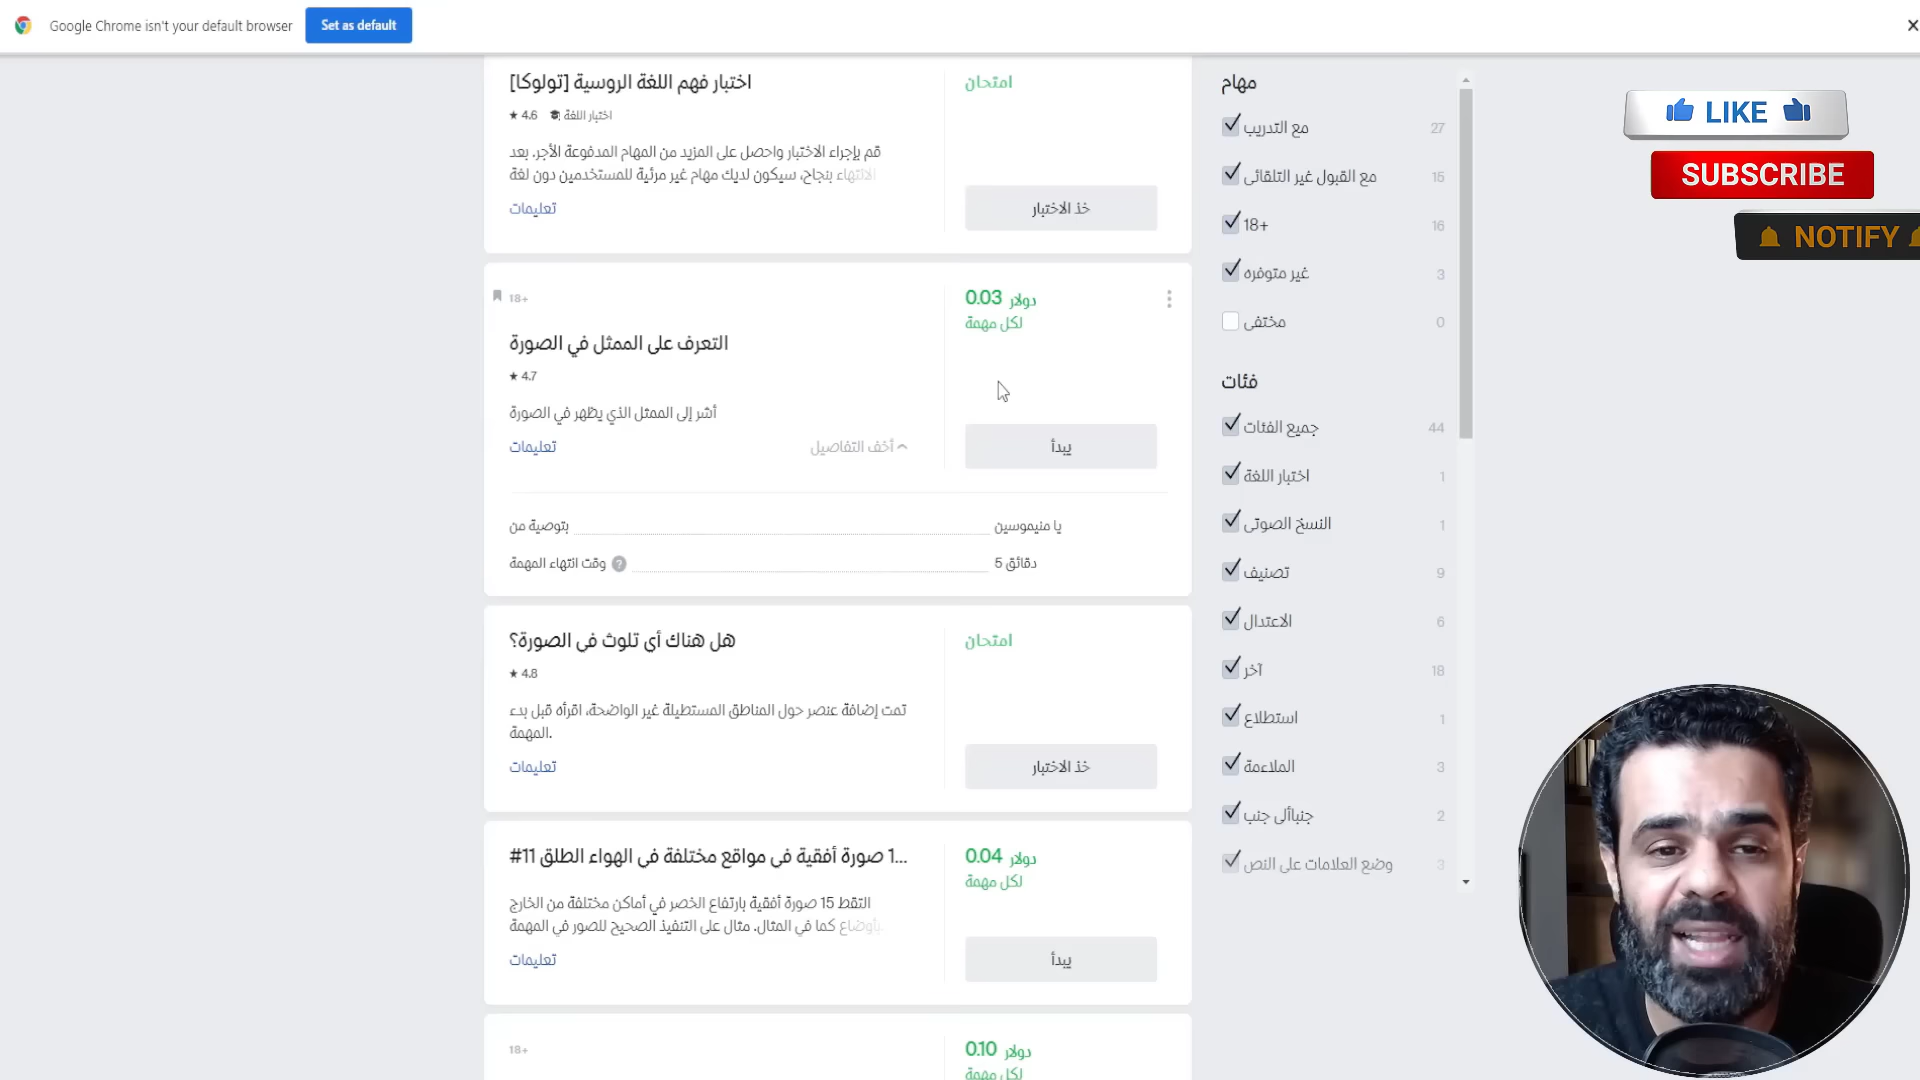 Google Chrome isn't your default browser
Set as default
اختبار فهم اللغة الروسية [تولوكا]
★ 4.6 اختبار اللغة
قم بإجراء الاختبار واحصل على المزيد من المهام المدفوعة الأجر. بعد
الانتهاء بنجاح، سيكون لديك مهام غير مرئية للمستخدمين دون لغة
تعليمات
امتحان
خذ الاختبار
18+
التعرف على الممثل في الصورة
★ 4.7
أشر إلى الممثل الذي يظهر في الصورة
تعليمات
أخف التفاصيل
0.03 دولار
لكل مهمة
يبدأ
بتوصية من
يا منيموسين
وقت انتهاء المهمة ?
5 دقائق
هل هناك أي تلوث في الصورة؟
★ 4.8
تمت إضافة عنصر حول المناطق المستطيلة غير الواضحة، اقرأه قبل بدء
المهمة.
تعليمات
امتحان
خذ الاختبار
1 صورة أفقية في مواقع مختلفة في الهواء الطلق 11#...
التقط 15 صورة أفقية بارتفاع الخصر في أماكن مختلفة من الخارج
بأوضاع كما في المثال. مثال على التنفيذ الصحيح للصور في المهمة
تعليمات
0.04 دولار
لكل مهمة
يبدأ
18+
0.10 دولار
لكل مهمة
مهام
مع التدريب 27
مع القبول غير التلقائي 15
18+ 16
غير متوفره 3
مختفي 0
فئات
جميع الفئات 44
اختبار اللغة 1
النسخ الصوتي 1
تصنيف 9
الاعتدال 6
آخر 18
استطلاع 1
الملاءمة 3
جنباألى جنب 2
وضع العلامات على النص 3
LIKE
SUBSCRIBE
NOTIFY